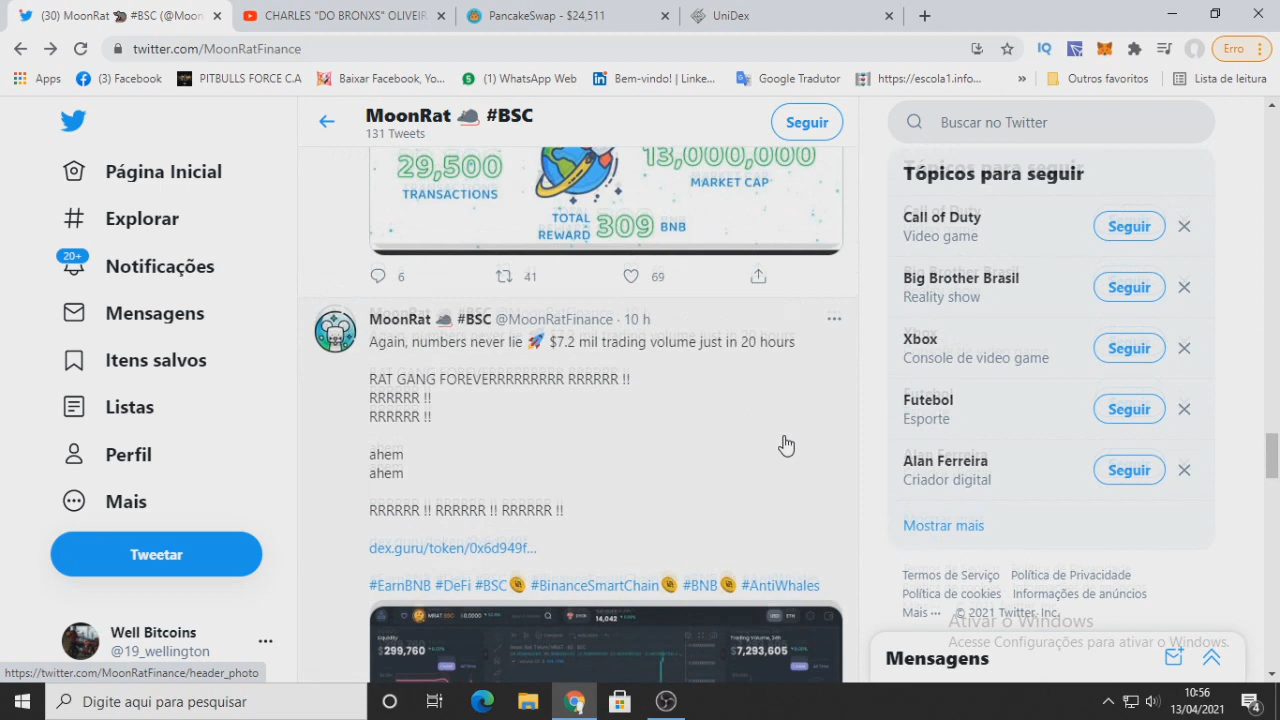 (30) MoonRat #BSC (@Moon
CHARLES "DO BRONXS" OLIVEIR
PancakeSwap - $24,511
UniDex
twitter.com/MoonRatFinance
Erro
Apps
(3) Facebook
PITBULLS FORCE C.A
Baixar Facebook, Yo...
(1) WhatsApp Web
Bem-vindo! | Linke...
Google Tradutor
https://escola1.info...
»
Outros favoritos
Lista de leitura
Página Inicial
Explorar
20+
Notificações
Mensagens
Itens salvos
Listas
Perfil
Mais
Tweetar
Well Bitcoins
@19_wellington
https://twitter.com/MoonRatFinance/header_photo
MoonRat #BSC
131 Tweets
Seguir
29,500
TRANSACTIONS
13,000,000
MARKET CAP
TOTAL
REWARD 309 BNB
6 41 69
MoonRat #BSC @MoonRatFinance · 10 h
Again, numbers never lie 🚀 $7.2 mil trading volume just in 20 hours
RAT GANG FOREVERRRRRRRRR RRRRRR !!
RRRRRR !!
RRRRRR !!
ahem
ahem
RRRRRR !! RRRRRR !! RRRRRR !!
dex.guru/token/0x6d949f...
#EarnBNB #DeFi #BSC #BinanceSmartChain #BNB #AntiWhales
14,042
USD ETH
Liquidity
$299,760
Trading Volume, 24h
$7,293,605
Buscar no Twitter
Tópicos para seguir
Call of Duty
Video game
Seguir
Big Brother Brasil
Reality show
Seguir
Xbox
Console de video game
Seguir
Futebol
Esporte
Seguir
Alan Ferreira
Criador digital
Seguir
Mostrar mais
Termos de Serviço Política de Privacidade
Política de cookies Informações de anúncios
Mais ··· © 2021 Twitter, Inc.
Ativar o Windows
Acesse Configurações para ativar o Windows.
Mensagens
Digite aqui para pesquisar
10:56
13/04/2021
4